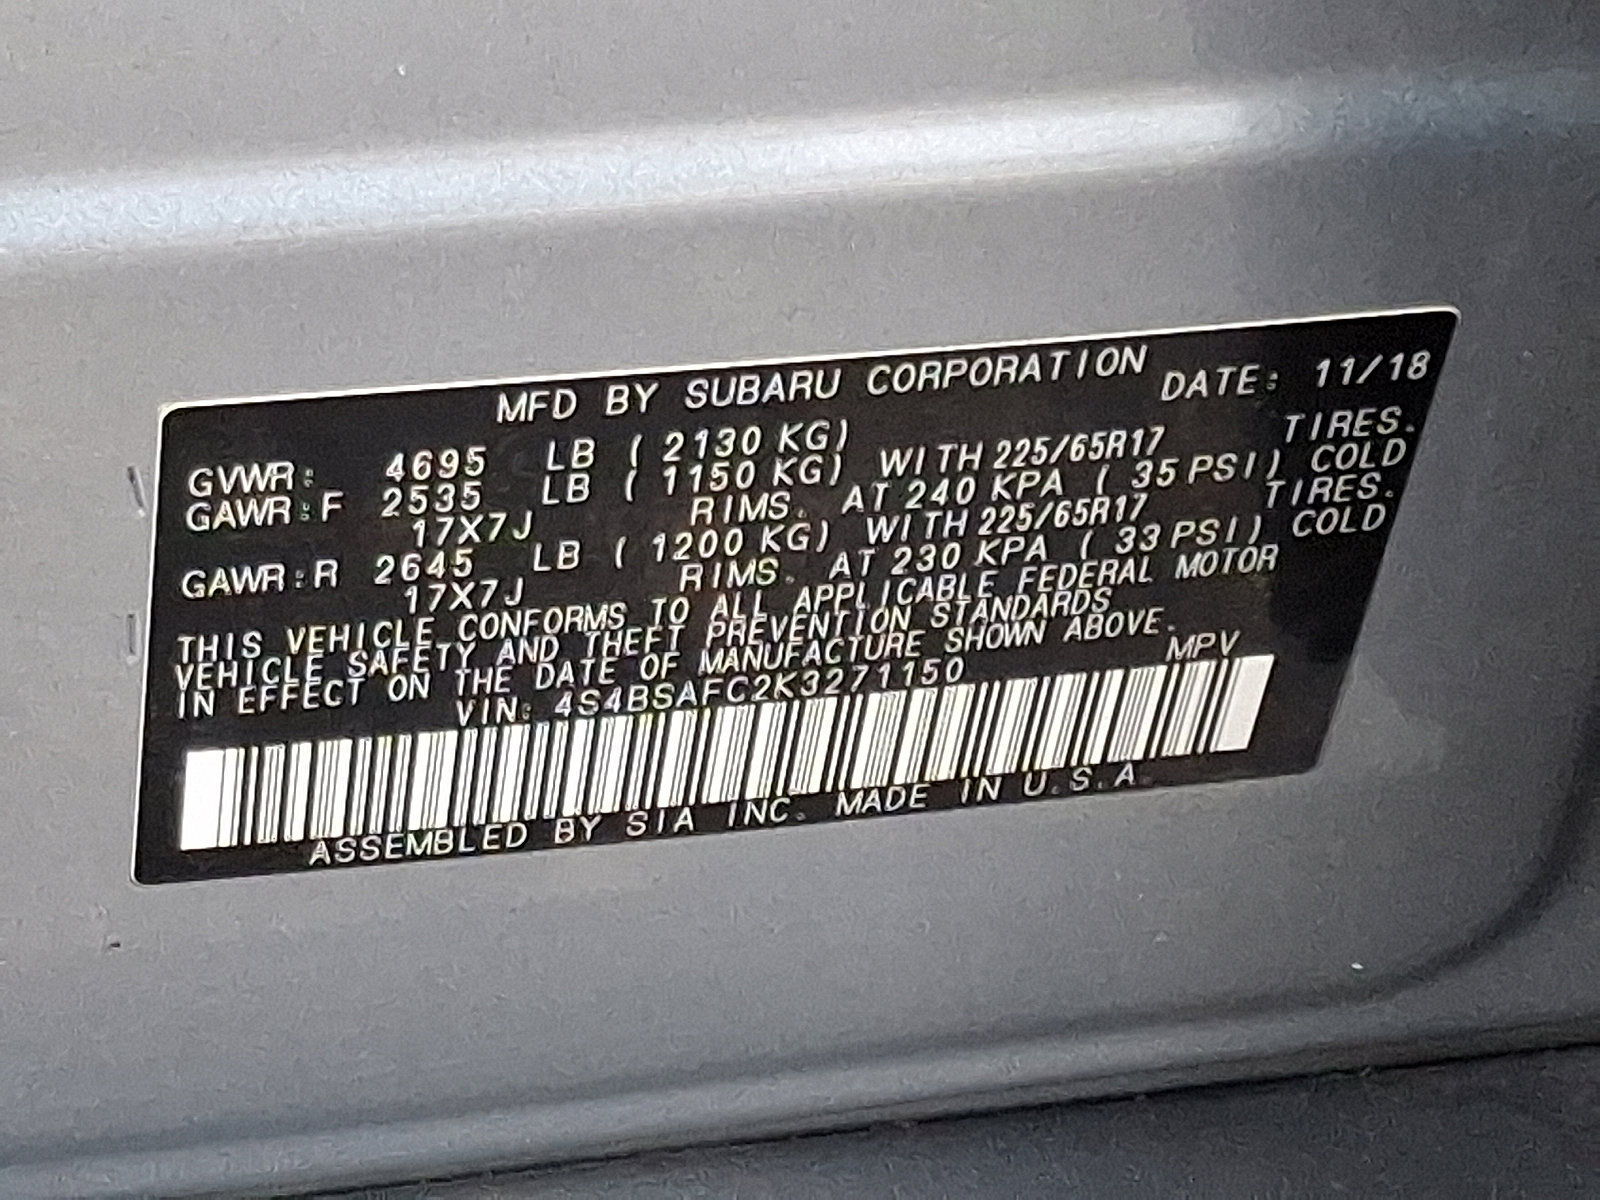 MFD BY SUBARU CORPORATION DATE: 11/18
GVWR: 4695 LB ( 2130 KG)
GAWR:F 2535 LB ( 1150 KG) WITH 225/65R17 TIRES.
17X7J RIMS. AT 240 KPA ( 35 PSI) COLD
GAWR:R 2645 LB ( 1200 KG) WITH 225/65R17 TIRES.
17X7J RIMS. AT 230 KPA ( 33 PSI) COLD
THIS VEHICLE CONFORMS TO ALL APPLICABLE FEDERAL MOTOR
VEHICLE SAFETY AND THEFT PREVENTION STANDARDS
IN EFFECT ON THE DATE OF MANUFACTURE SHOWN ABOVE.
VIN: 4S4BSAFC2K3271150 MPV
ASSEMBLED BY SIA INC. MADE IN U.S.A.